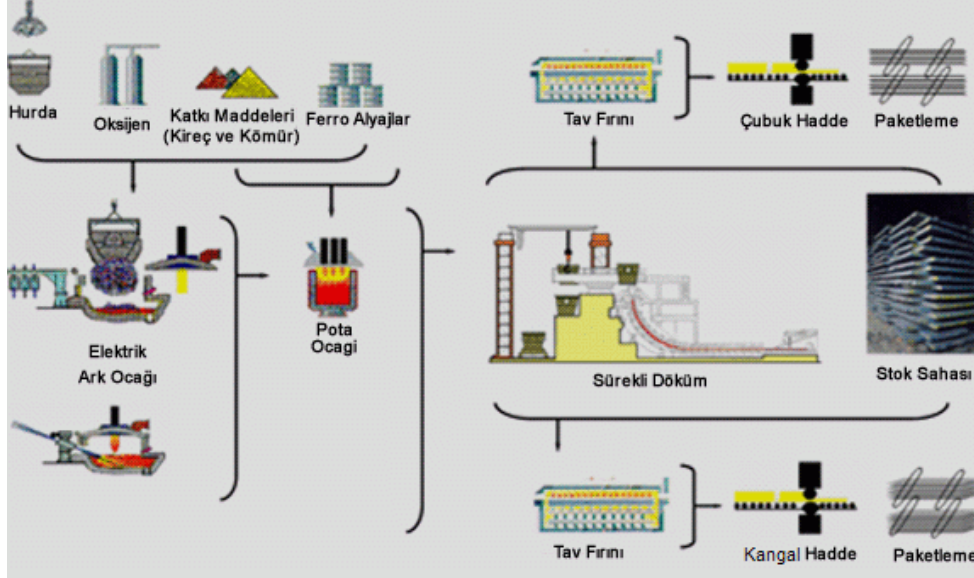 Hurda
Oksijen
Katkı Maddeleri
(Kireç ve Kömür)
Ferro Alyajlar
Tav Fırını
Çubuk Hadde
Paketleme
Elektrik
Ark Ocağı
Pota
Ocagi
Sürekli Döküm
Stok Sahası
Tav Fırını
Kangal Hadde
Paketleme